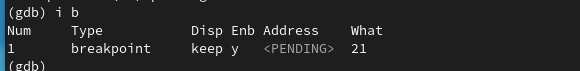 (gdb) i b
Num     Type           Disp Enb Address    What
1       breakpoint     keep y   <PENDING>  21
(gdb)